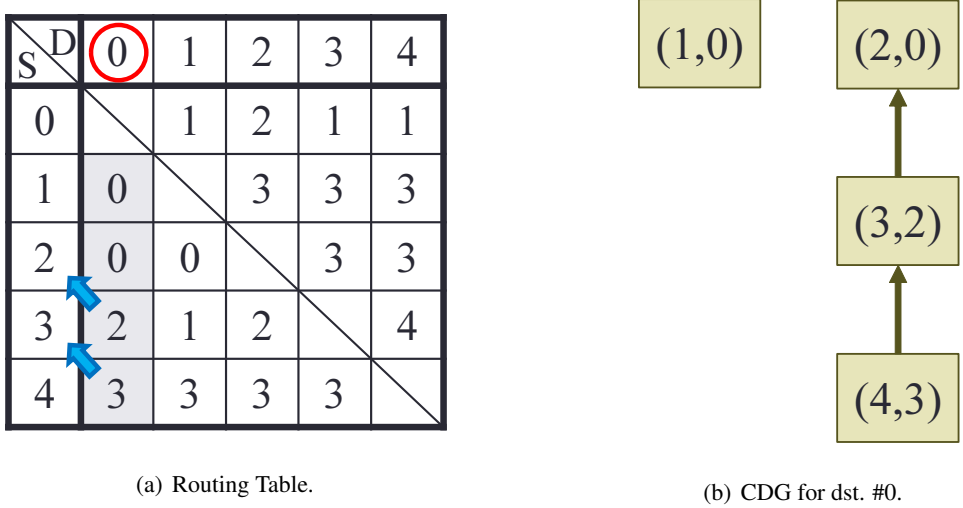 S D 0 1 2 3 4
0 1 2 1 1
1 0 3 3 3
2 0 0 3 3
3 2 1 2 4
4 3 3 3 3
(a) Routing Table.
(1,0) (2,0)
(3,2)
(4,3)
(b) CDG for dst. #0.